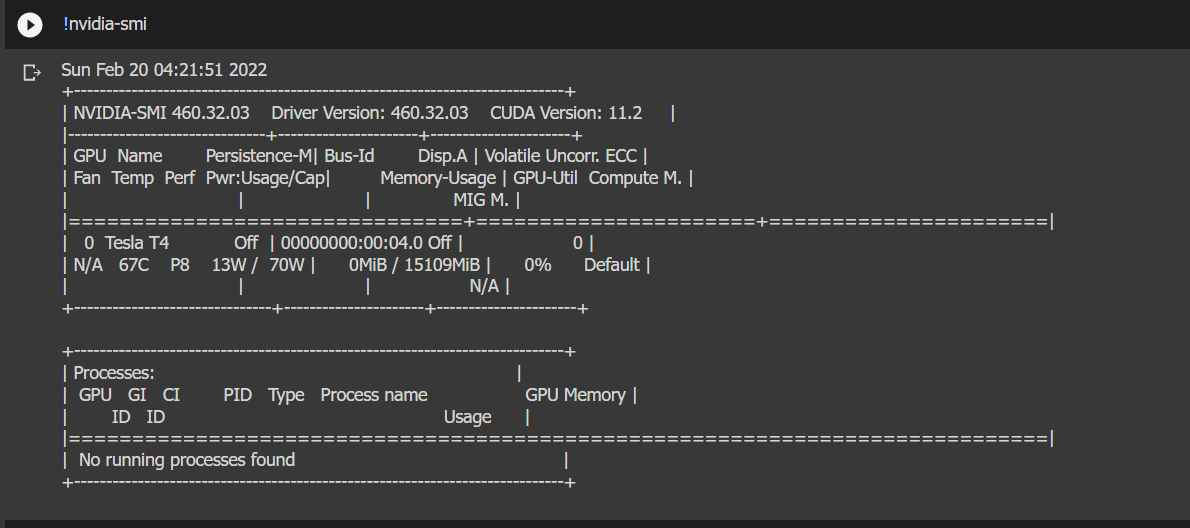 !nvidia-smi
Sun Feb 20 04:21:51 2022
+-----------------------------------------------------------------------------+
| NVIDIA-SMI 460.32.03    Driver Version: 460.32.03    CUDA Version: 11.2     |
|-------------------------------+----------------------+----------------------+
| GPU  Name        Persistence-M| Bus-Id        Disp.A | Volatile Uncorr. ECC |
| Fan  Temp  Perf  Pwr:Usage/Cap|         Memory-Usage | GPU-Util  Compute M. |
|                               |                      |               MIG M. |
|===============================+======================+======================|
|   0  Tesla T4            Off  | 00000000:00:04.0 Off |                    0 |
| N/A   67C    P8    13W /  70W |      0MiB / 15109MiB |      0%      Default |
|                               |                      |                  N/A |
+-------------------------------+----------------------+----------------------+
+-----------------------------------------------------------------------------+
| Processes:                                                                  |
|  GPU   GI   CI        PID   Type   Process name                  GPU Memory |
|        ID   ID                                                   Usage      |
|=============================================================================|
|  No running processes found                                                 |
+-----------------------------------------------------------------------------+